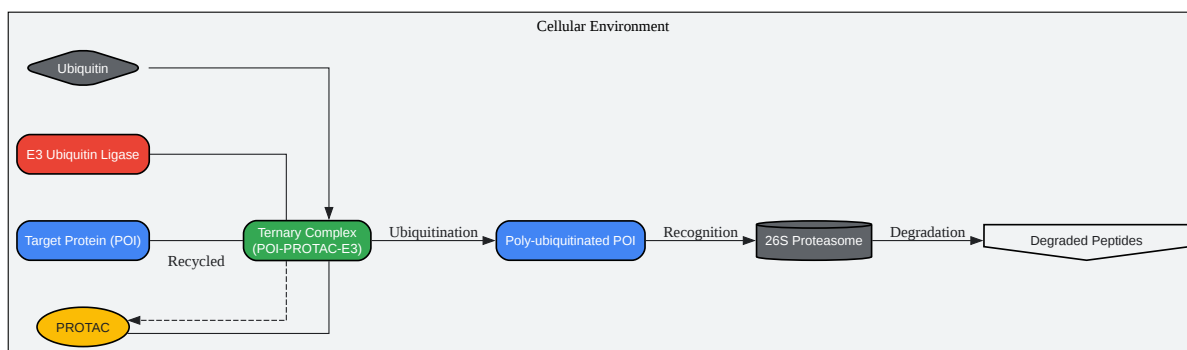 Cellular Environment
Ubiquitin
E3 Ubiquitin Ligase
Target Protein (POI)
Recycled
PROTAC
Ternary Complex
(POI-PROTAC-E3)
Ubiquitination
Poly-ubiquitinated POI
Recognition
26S Proteasome
Degradation
Degraded Peptides